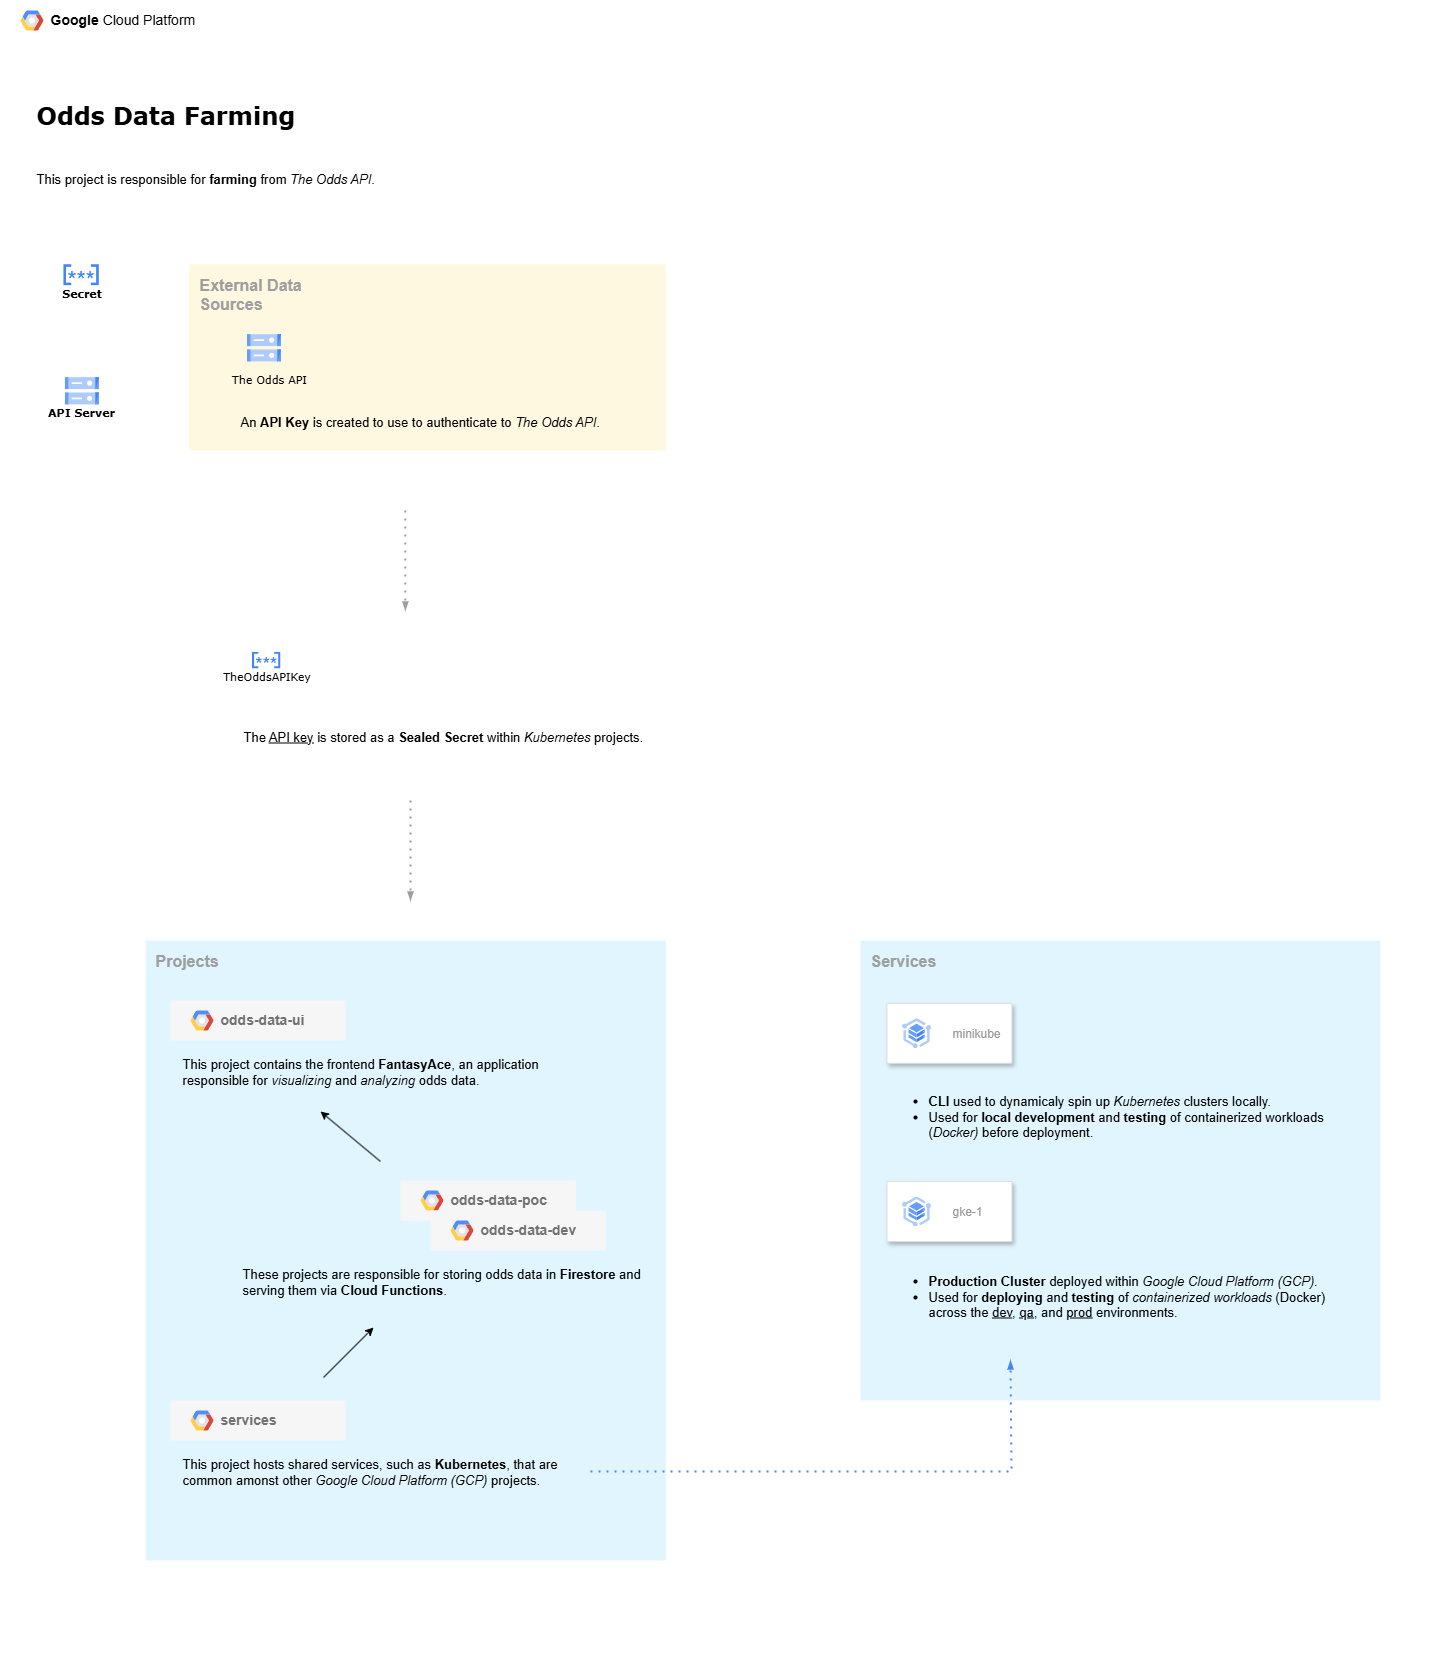 Google Cloud Platform
Odds Data Farming
This project is responsible for farming from The Odds API.
Secret
API Server
External Data
Sources
The Odds API
An API Key is created to use to authenticate to The Odds API.
TheOddsAPIKey
The API key is stored as a Sealed Secret within Kubernetes projects.
Projects
odds-data-ui
This project contains the frontend FantasyAce, an application
responsible for visualizing and analyzing odds data.
odds-data-poc
odds-data-dev
These projects are responsible for storing odds data in Firestore and
serving them via Cloud Functions.
services
This project hosts shared services, such as Kubernetes, that are
common amonst other Google Cloud Platform (GCP) projects.
Services
minikube
• CLI used to dynamicaly spin up Kubernetes clusters locally.
• Used for local development and testing of containerized workloads
(Docker) before deployment.
gke-1
• Production Cluster deployed within Google Cloud Platform (GCP).
• Used for deploying and testing of containerized workloads (Docker)
across the dev, qa, and prod environments.